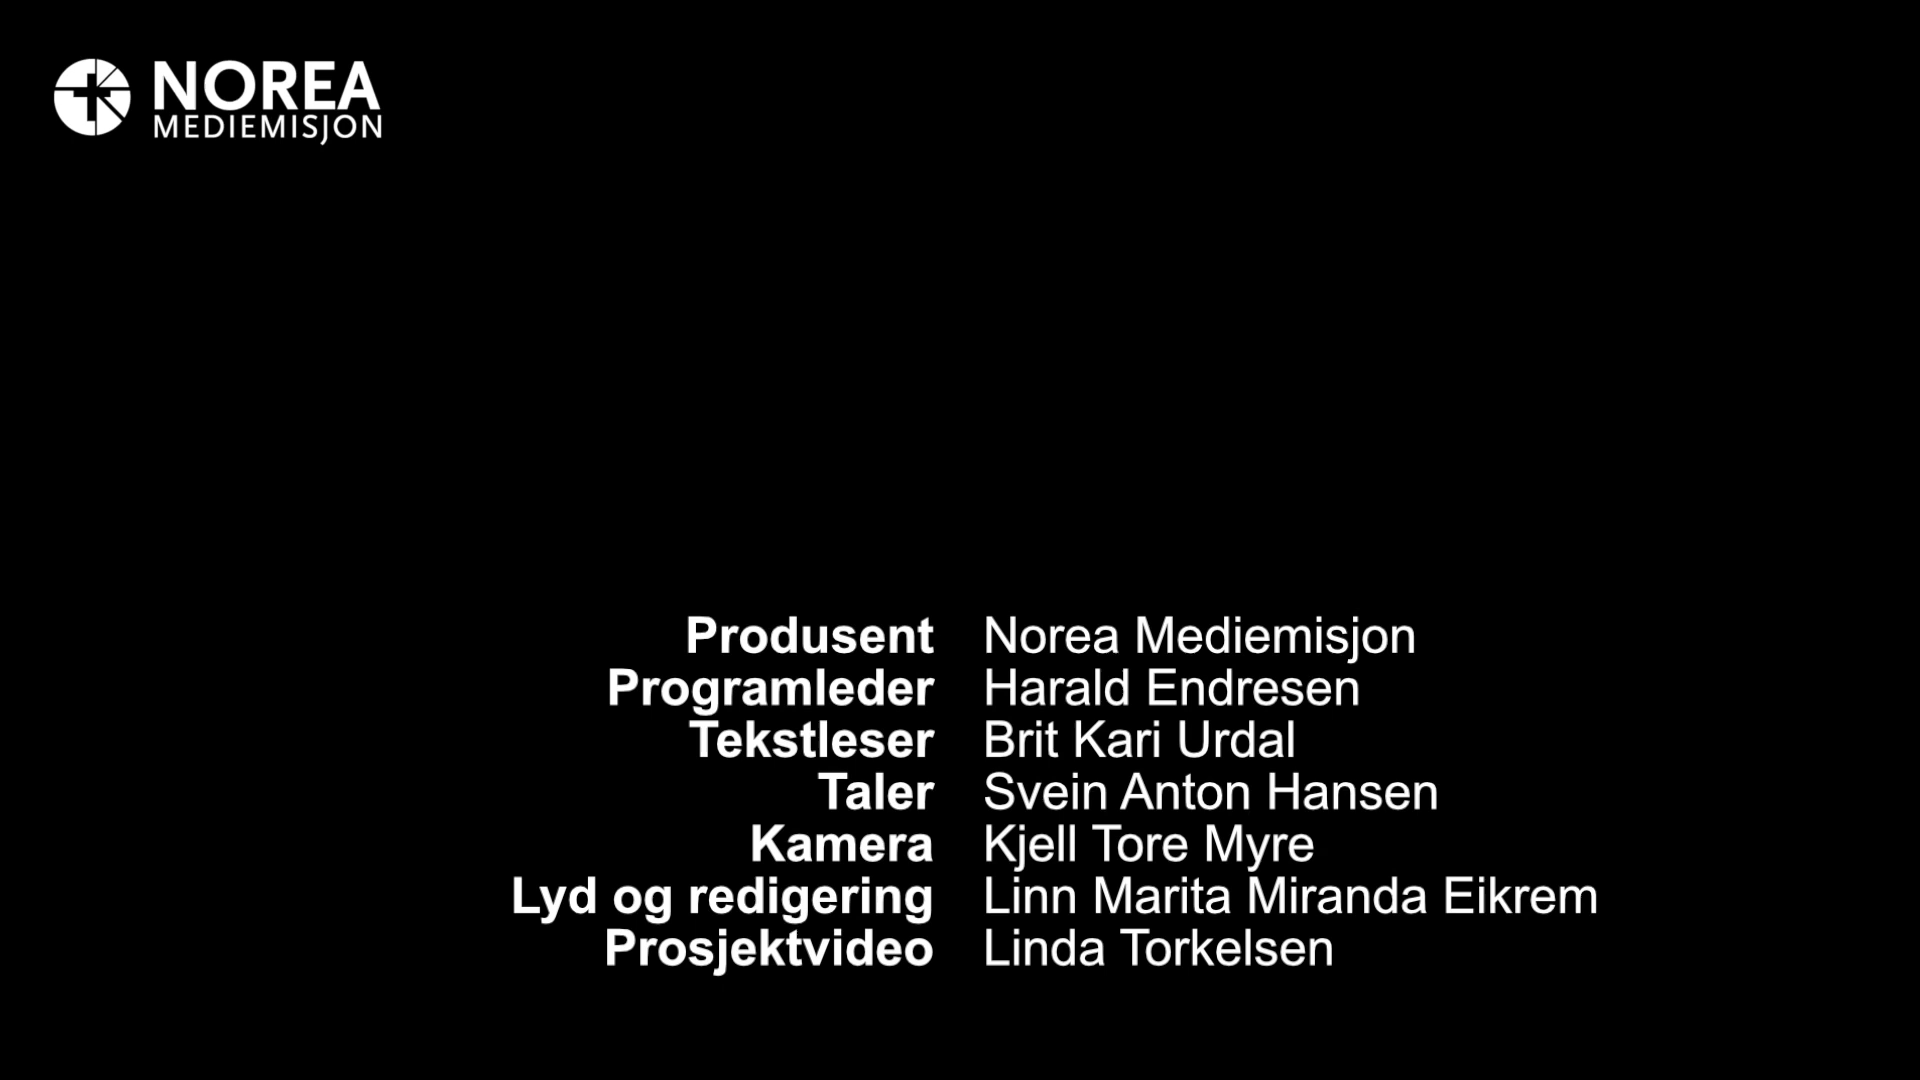 NOREA
MEDIEMISJON
Produsent Norea Mediemisjon
Programleder Harald Endresen
Tekstleser Brit Kari Urdal
Taler Svein Anton Hansen
Kamera Kjell Tore Myre
Lyd og redigering Linn Marita Miranda Eikrem
Prosjektvideo Linda Torkelsen